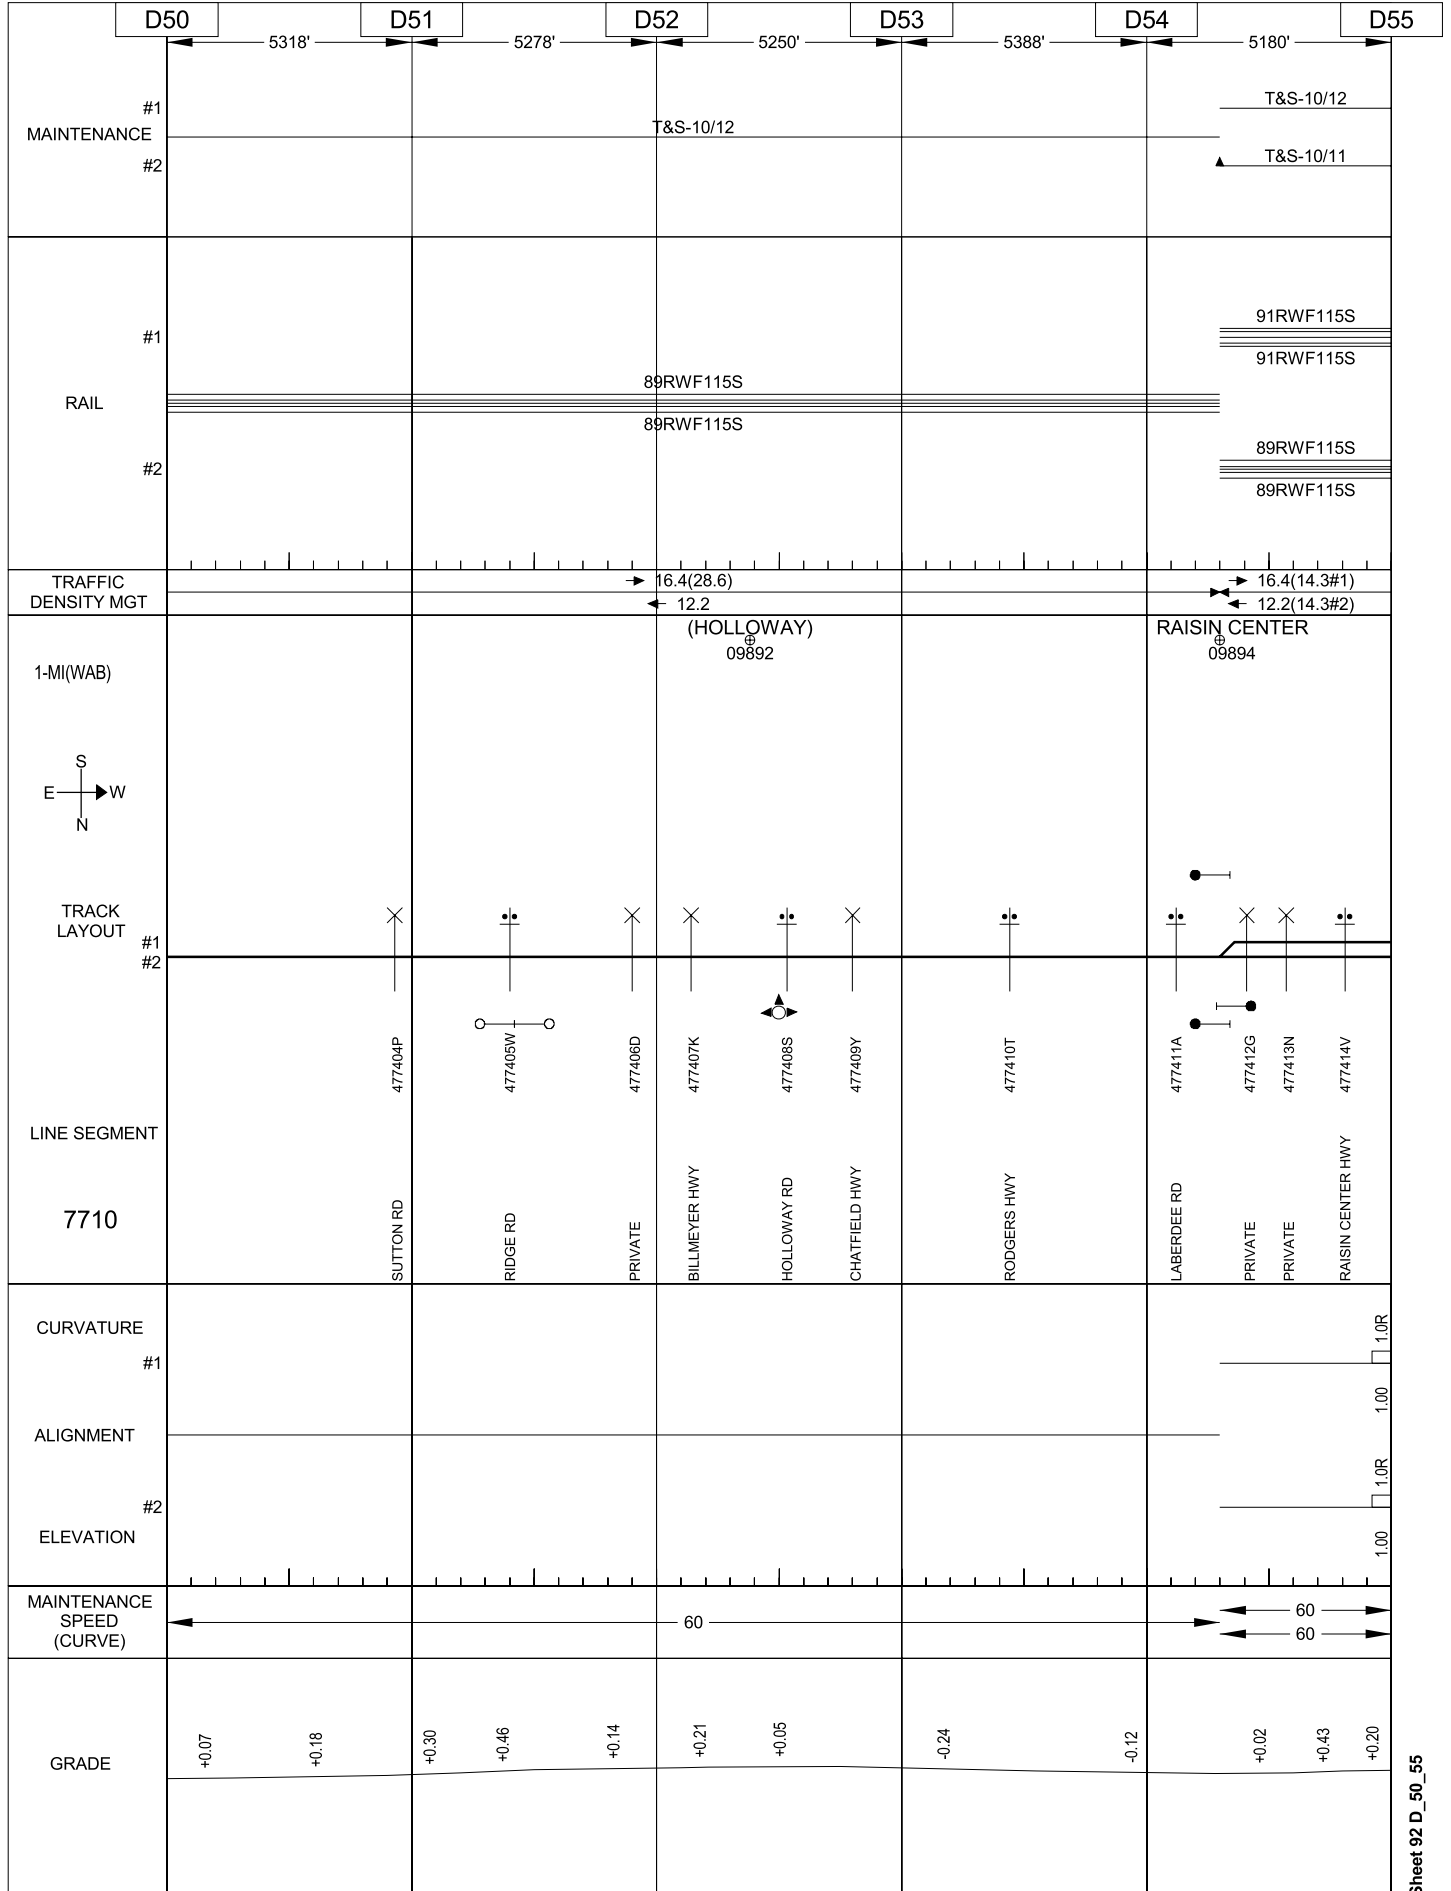 D50 D51 D52 D53 D54 D55
5318' 5278' 5250' 5388' 5180'
#1
T&S-10/12
MAINTENANCE
T&S-10/12
#2
T&S-10/11
91RWF115S
#1
91RWF115S
89RWF115S
RAIL
89RWF115S
89RWF115S
#2
89RWF115S
TRAFFIC
DENSITY MGT
16.4(28.6)
12.2
16.4(14.3#1)
12.2(14.3#2)
(HOLLOWAY)
09892
RAISIN CENTER
09894
1-MI(WAB)
S
E W
N
TRACK
LAYOUT
#1
#2
477404P
477405W
477406D
477407K
477408S
477409Y
477410T
477411A
477412G
477413N
477414V
LINE SEGMENT
7710
SUTTON RD
RIDGE RD
PRIVATE
BILLMEYER HWY
HOLLOWAY RD
CHATFIELD HWY
RODGERS HWY
LABERDEE RD
PRIVATE
PRIVATE
RAISIN CENTER HWY
CURVATURE
#1
1.0R
1.00
ALIGNMENT
#2
1.0R
1.00
ELEVATION
MAINTENANCE
SPEED
(CURVE)
60
60
60
GRADE
+0.07
+0.18
+0.30
+0.46
+0.14
+0.21
+0.05
-0.24
-0.12
+0.02
+0.43
+0.20
Sheet 92 D_50_55